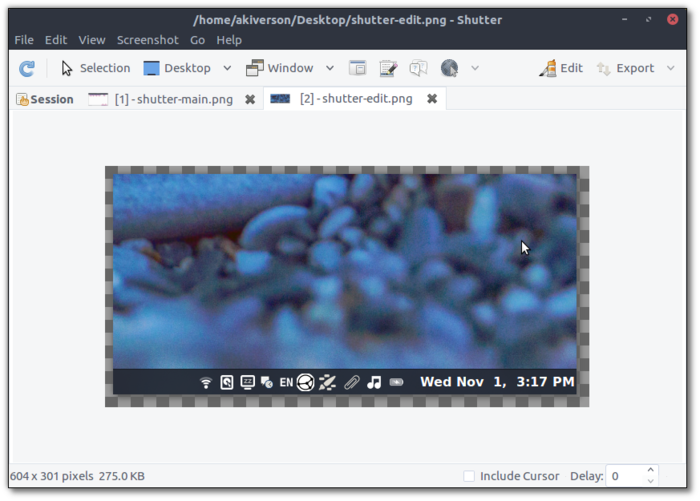 /home/akiverson/Desktop/shutter-edit.png - Shutter
File Edit View Screenshot Go Help
Selection Desktop Window Edit Export
Session [1] - shutter-main.png [2] - shutter-edit.png
EN Wed Nov 1, 3:17 PM
604 x 301 pixels 275.0 KB Include Cursor Delay: 0